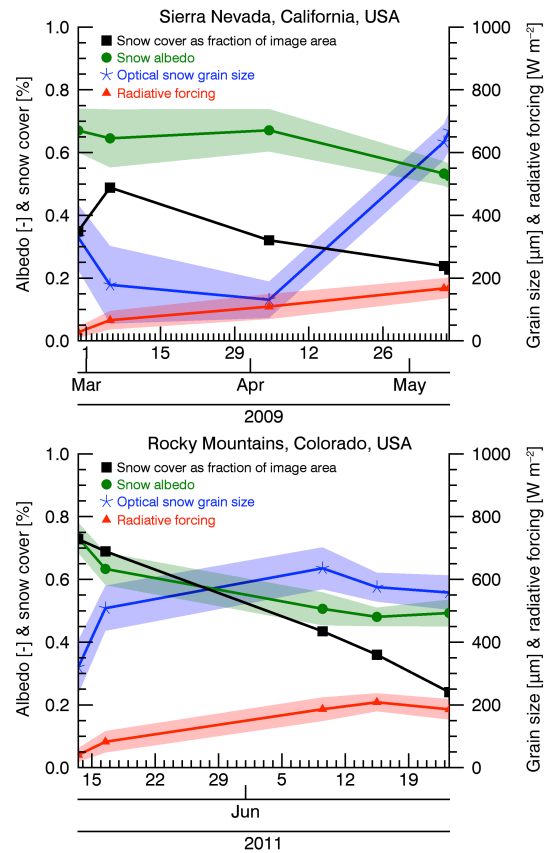 Sierra Nevada, California, USA
Snow cover as fraction of image area
Snow albedo
Optical snow grain size
Radiative forcing
Albedo [-] & snow cover [%]
1.0
0.8
0.6
0.4
0.2
0.0
1000
800
600
400
200
0
Grain size [µm] & radiative forcing [W m⁻²]
1 15 29 12 26
Mar Apr May
2009
Rocky Mountains, Colorado, USA
Snow cover as fraction of image area
Snow albedo
Optical snow grain size
Radiative forcing
Albedo [-] & snow cover [%]
1.0
0.8
0.6
0.4
0.2
0.0
1000
800
600
400
200
0
Grain size [µm] & radiative forcing [W m⁻²]
15 22 29 5 12 19
Jun
2011